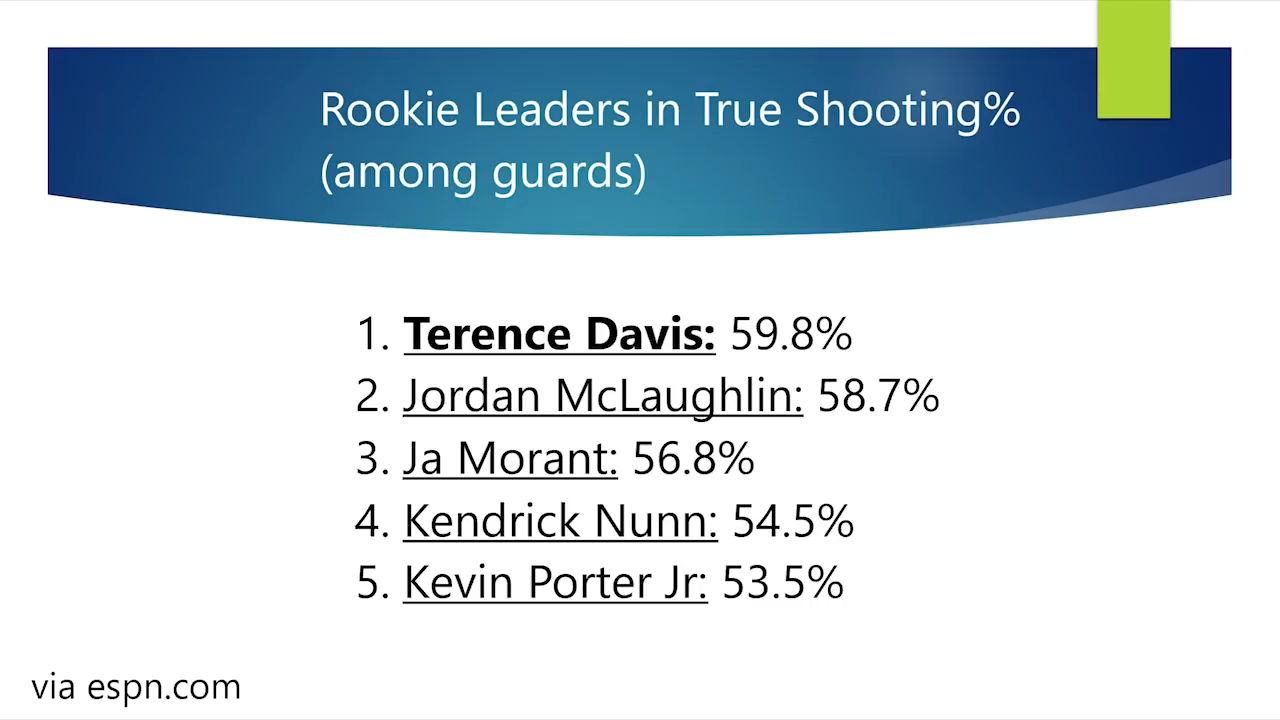 Rookie Leaders in True Shooting%
(among guards)
1. Terence Davis: 59.8%
2. Jordan McLaughlin: 58.7%
3. Ja Morant: 56.8%
4. Kendrick Nunn: 54.5%
5. Kevin Porter Jr: 53.5%
via espn.com